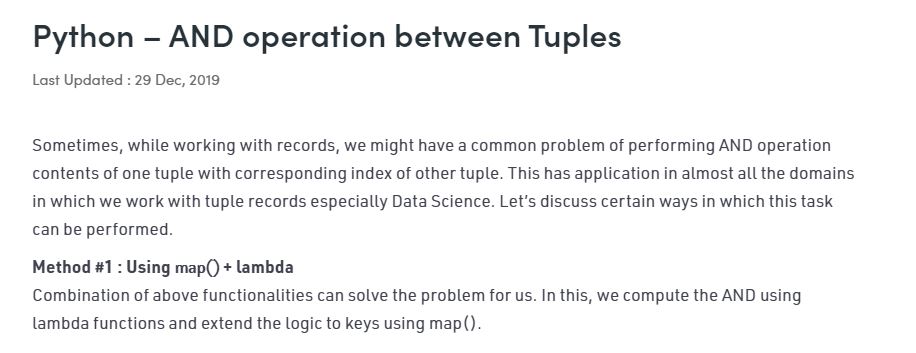 Python – AND operation between Tuples
Last Updated : 29 Dec, 2019
Sometimes, while working with records, we might have a common problem of performing AND operation
contents of one tuple with corresponding index of other tuple. This has application in almost all the domains
in which we work with tuple records especially Data Science. Let’s discuss certain ways in which this task
can be performed.
Method #1 : Using map() + lambda
Combination of above functionalities can solve the problem for us. In this, we compute the AND using
lambda functions and extend the logic to keys using map().